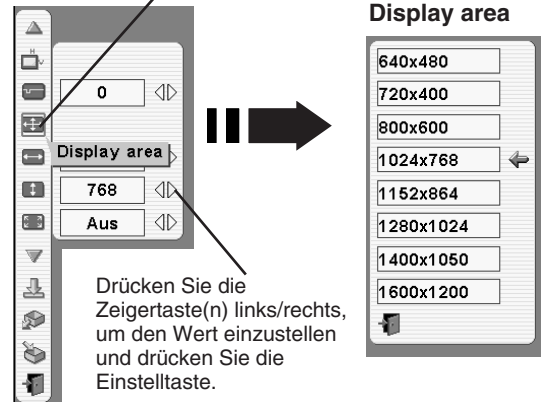 Display area
0
Display area
768
Aus
Drücken Sie die
Zeigertaste(n) links/rechts,
um den Wert einzustellen
und drücken Sie die
Einstelltaste.
640x480
720x400
800x600
1024x768
1152x864
1280x1024
1400x1050
1600x1200